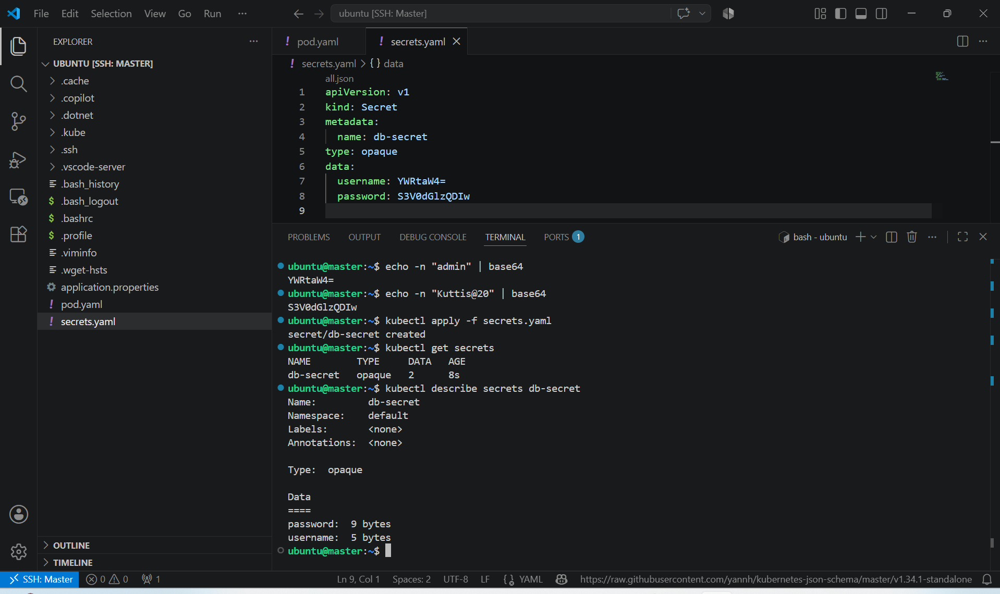 File Edit Selection View Go Run ···
ubuntu [SSH: Master]
EXPLORER
UBUNTU [SSH: MASTER]
.cache
.copilot
.dotnet
.kube
.ssh
.vscode-server
.bash_history
$ .bash_logout
$ .bashrc
$ .profile
.viminfo
.wget-hsts
application.properties
! pod.yaml
! secrets.yaml
OUTLINE
TIMELINE
! pod.yaml
! secrets.yaml
! secrets.yaml > {} data
all.json
1 apiVersion: v1
2 kind: Secret
3 metadata:
4 name: db-secret
5 type: opaque
6 data:
7 username: YWRtaW4=
8 password: S3V0dGlzQDIw
9
PROBLEMS OUTPUT DEBUG CONSOLE TERMINAL PORTS 1
bash - ubuntu
ubuntu@master:~$ echo -n "admin" | base64
YWRtaW4=
ubuntu@master:~$ echo -n "Kuttis@20" | base64
S3V0dGlzQDIw
ubuntu@master:~$ kubectl apply -f secrets.yaml
secret/db-secret created
ubuntu@master:~$ kubectl get secrets
NAME TYPE DATA AGE
db-secret opaque 2 8s
ubuntu@master:~$ kubectl describe secrets db-secret
Name: db-secret
Namespace: default
Labels: <none>
Annotations: <none>
Type: opaque
Data
====
password: 9 bytes
username: 5 bytes
ubuntu@master:~$
SSH: Master 0 0 1 Ln 9, Col 1 Spaces: 2 UTF-8 LF YAML https://raw.githubusercontent.com/yannh/kubernetes-json-schema/master/v1.34.1-standalone